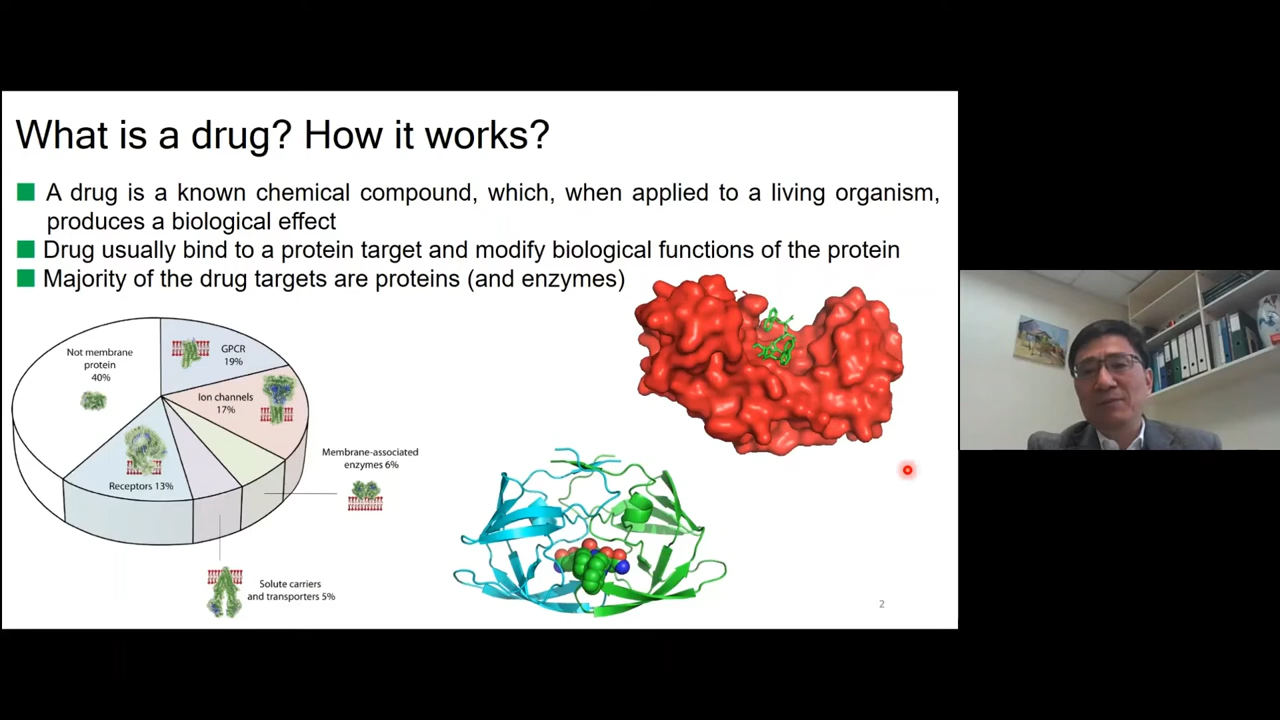 What is a drug? How it works?
A drug is a known chemical compound, which, when applied to a living organism,
produces a biological effect
Drug usually bind to a protein target and modify biological functions of the protein
Majority of the drug targets are proteins (and enzymes)
Not membrane
protein
40%
GPCR
19%
Ion channels
17%
Membrane-associated
enzymes 6%
Receptors 13%
Solute carriers
and transporters 5%
2